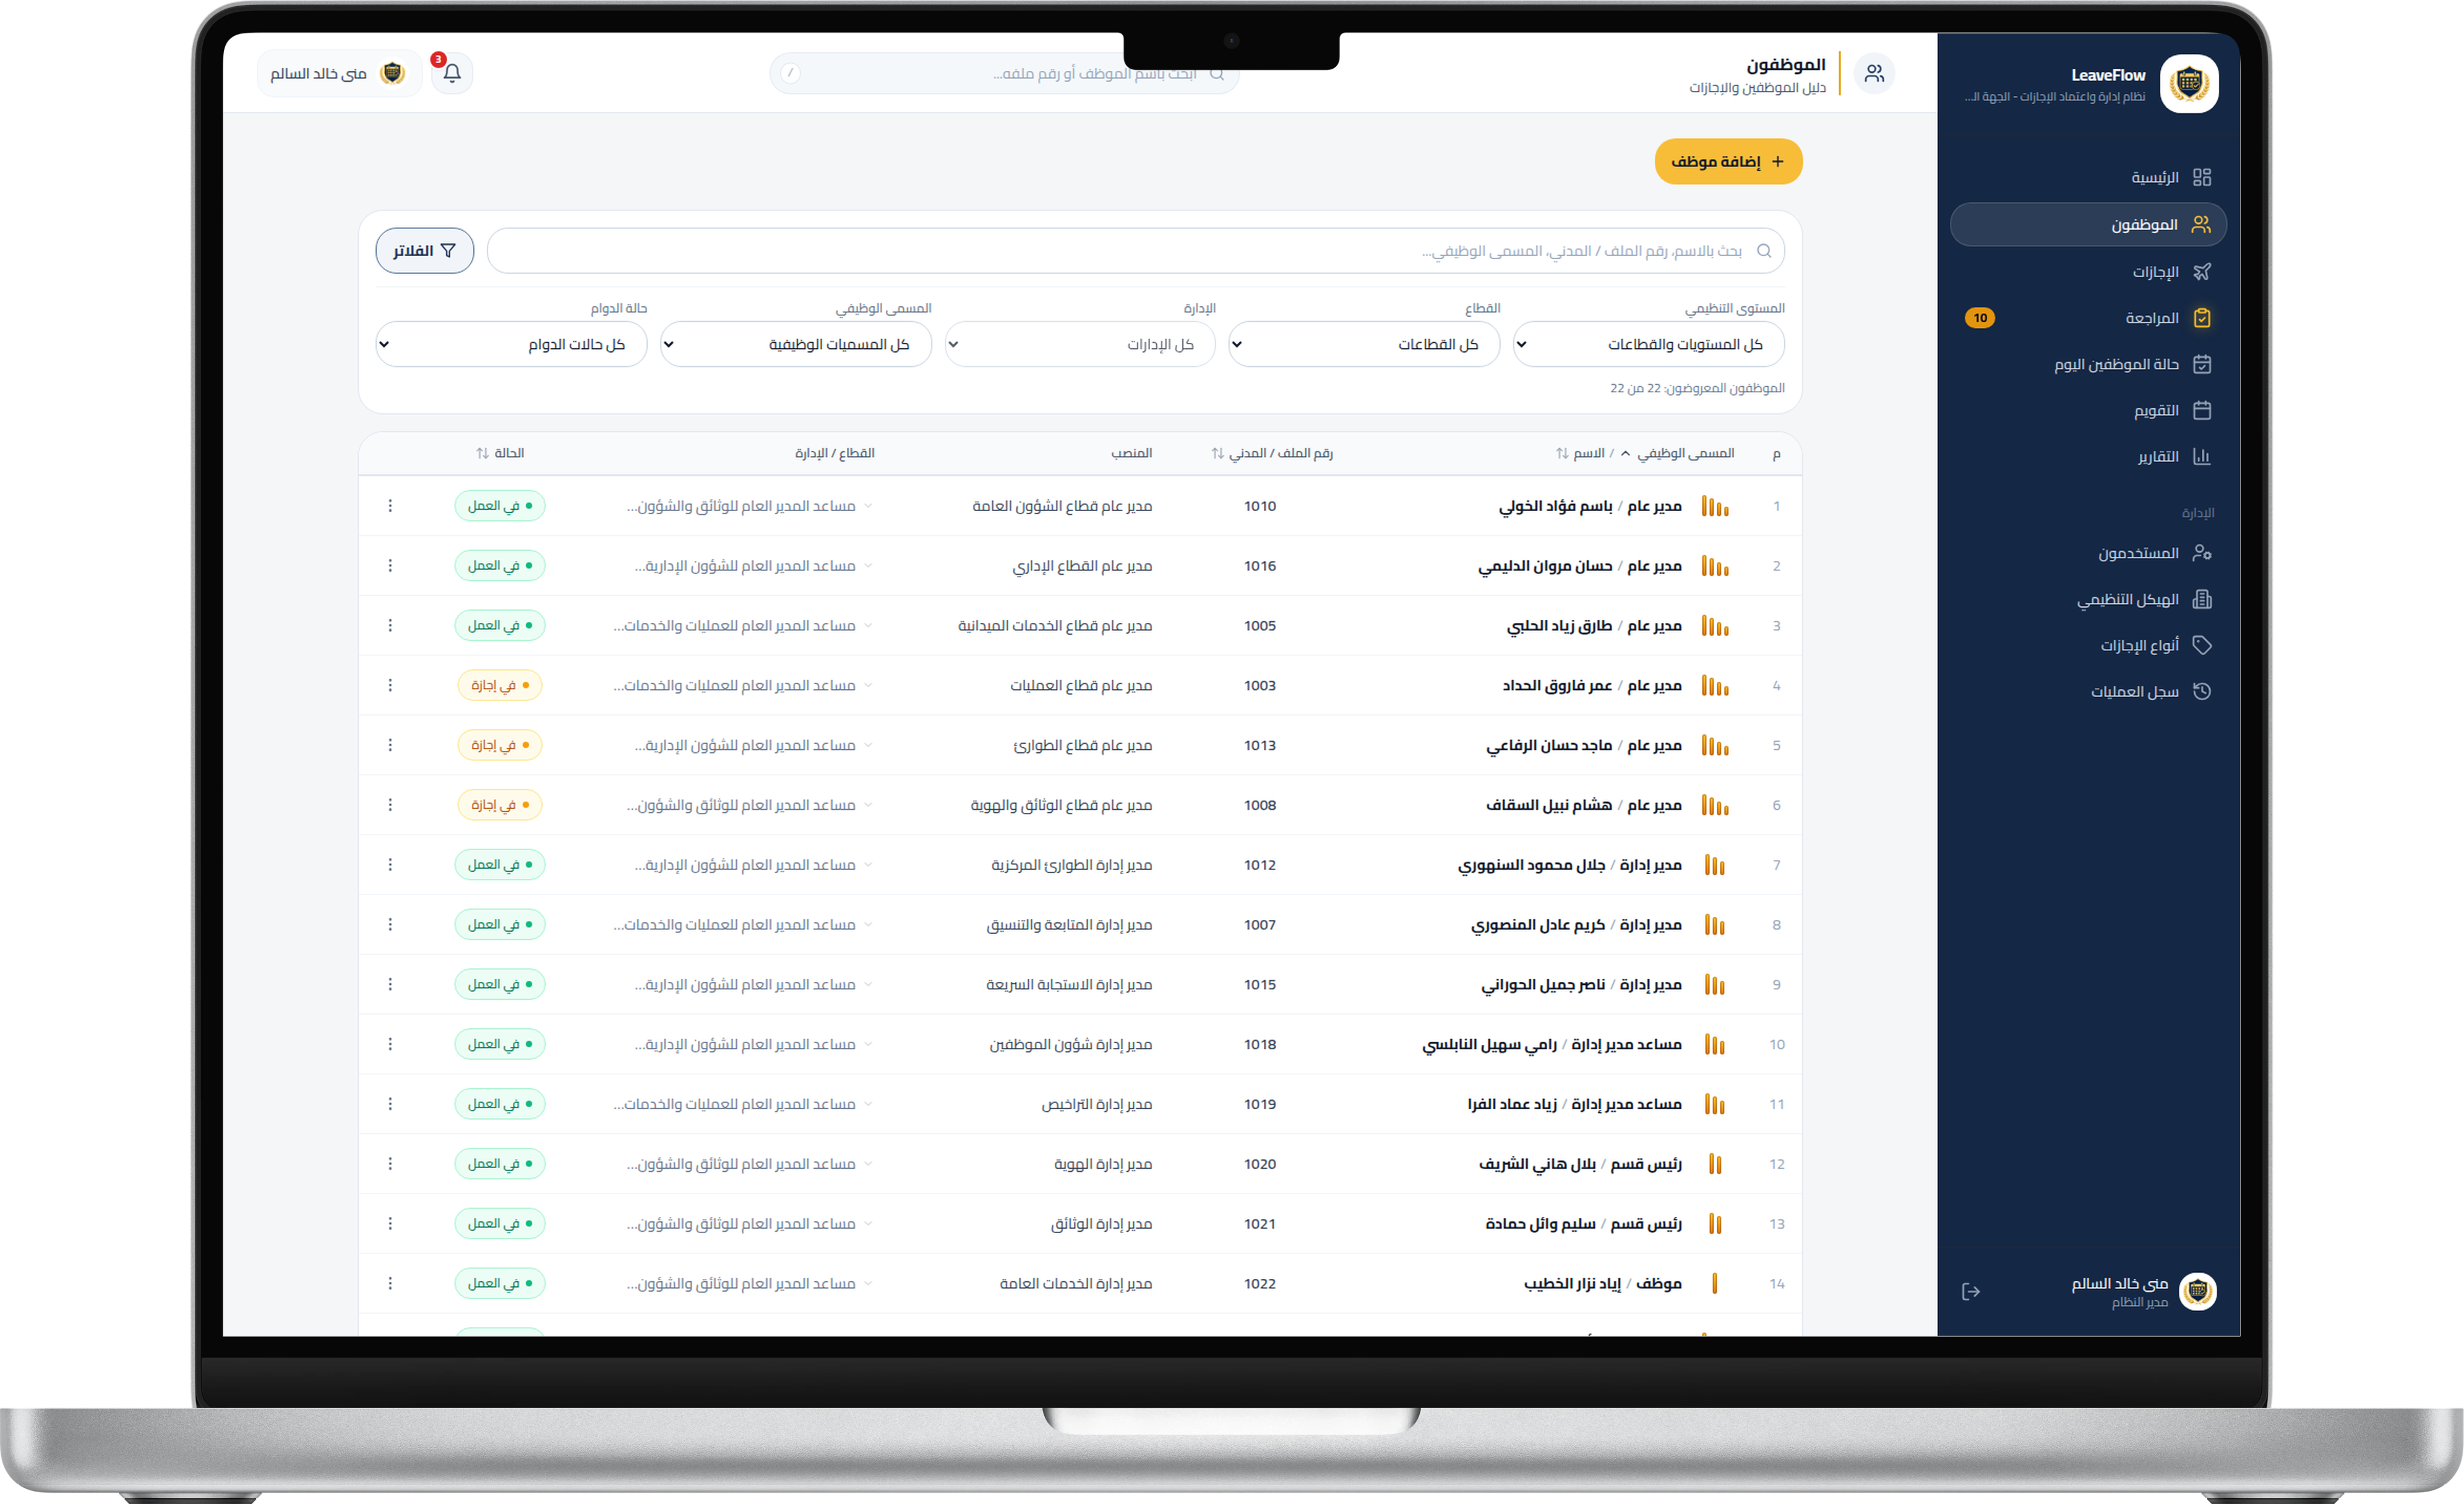 LeaveFlow
نظام إدارة واعتماد الإجازات - الجهة الـ...
الرئيسية
الموظفون
الإجازات
المراجعة 10
حالة الموظفين اليوم
التقويم
التقارير
الإدارة
المستخدمون
الهيكل التنظيمي
أنواع الإجازات
سجل العمليات
منى خالد السالم
مدير النظام
الموظفون
دليل الموظفين والإجازات
ابحث باسم الموظف أو رقم ملفه... /
3
منى خالد السالم
+ إضافة موظف
بحث بالاسم، رقم الملف / المدني، المسمى الوظيفي...
الفلاتر
المستوى التنظيمي القطاع الإدارة المسمى الوظيفي حالة الدوام
كل المستويات والقطاعات كل القطاعات كل الإدارات كل المسميات الوظيفية كل حالات الدوام
الموظفون المعروضون: 22 من 22
م المسمى الوظيفي / الاسم رقم الملف / المدني المنصب القطاع / الإدارة الحالة
1 مدير عام / باسم فؤاد الخولي 1010 مدير عام قطاع الشؤون العامة مساعد المدير العام للوثائق والشؤون... في العمل
2 مدير عام / حسان مروان الدليمي 1016 مدير عام القطاع الإداري مساعد المدير العام للشؤون الإدارية... في العمل
3 مدير عام / طارق زياد الحلبي 1005 مدير عام قطاع الخدمات الميدانية مساعد المدير العام للعمليات والخدمات... في العمل
4 مدير عام / عمر فاروق الحداد 1003 مدير عام قطاع العمليات مساعد المدير العام للعمليات والخدمات... في إجازة
5 مدير عام / ماجد حسان الرفاعي 1013 مدير عام قطاع الطوارئ مساعد المدير العام للشؤون الإدارية... في إجازة
6 مدير عام / هشام نبيل السقاف 1008 مدير عام قطاع الوثائق والهوية مساعد المدير العام للوثائق والشؤون... في إجازة
7 مدير إدارة / جلال محمود السنهوري 1012 مدير إدارة الطوارئ المركزية مساعد المدير العام للشؤون الإدارية... في العمل
8 مدير إدارة / كريم عادل المنصوري 1007 مدير إدارة المتابعة والتنسيق مساعد المدير العام للعمليات والخدمات... في العمل
9 مدير إدارة / ناصر جميل الحوراني 1015 مدير إدارة الاستجابة السريعة مساعد المدير العام للشؤون الإدارية... في العمل
10 مساعد مدير إدارة / رامي سهيل النابلسي 1018 مدير إدارة شؤون الموظفين مساعد المدير العام للشؤون الإدارية... في العمل
11 مساعد مدير إدارة / زياد عماد الفرا 1019 مدير إدارة التراخيص مساعد المدير العام للعمليات والخدمات... في العمل
12 رئيس قسم / بلال هاني الشريف 1020 مدير إدارة الهوية مساعد المدير العام للوثائق والشؤون... في العمل
13 رئيس قسم / سليم وائل حمادة 1021 مدير إدارة الوثائق مساعد المدير العام للوثائق والشؤون... في العمل
14 موظف / إياد نزار الخطيب 1022 مدير إدارة الخدمات العامة مساعد المدير العام للوثائق والشؤون... في العمل